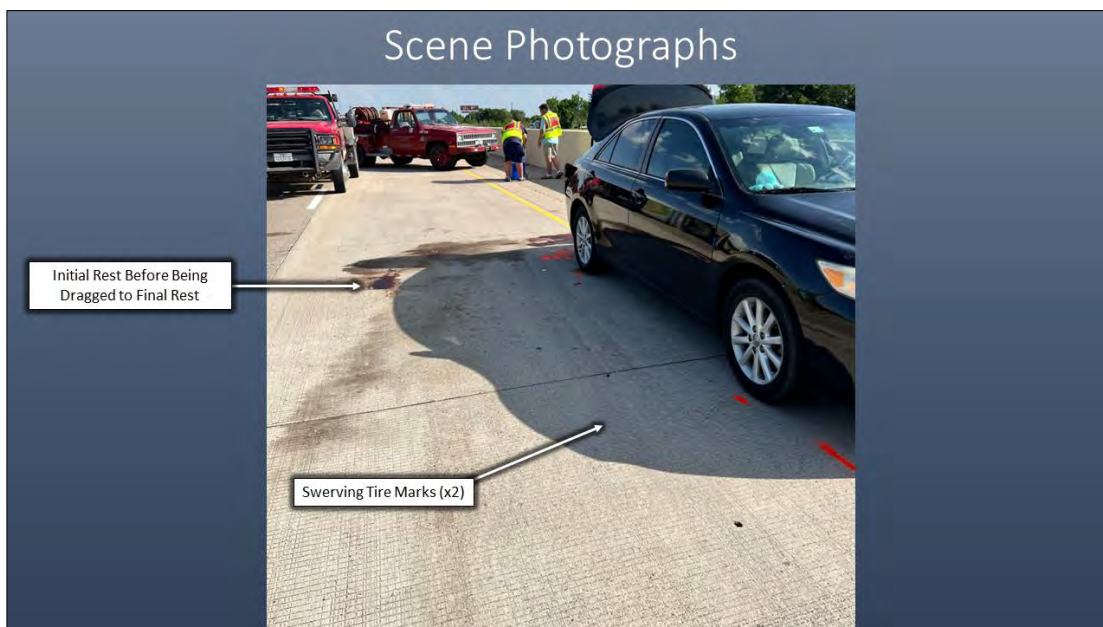 Scene Photographs
Initial Rest Before Being
Dragged to Final Rest
Swerving Tire Marks (x2)